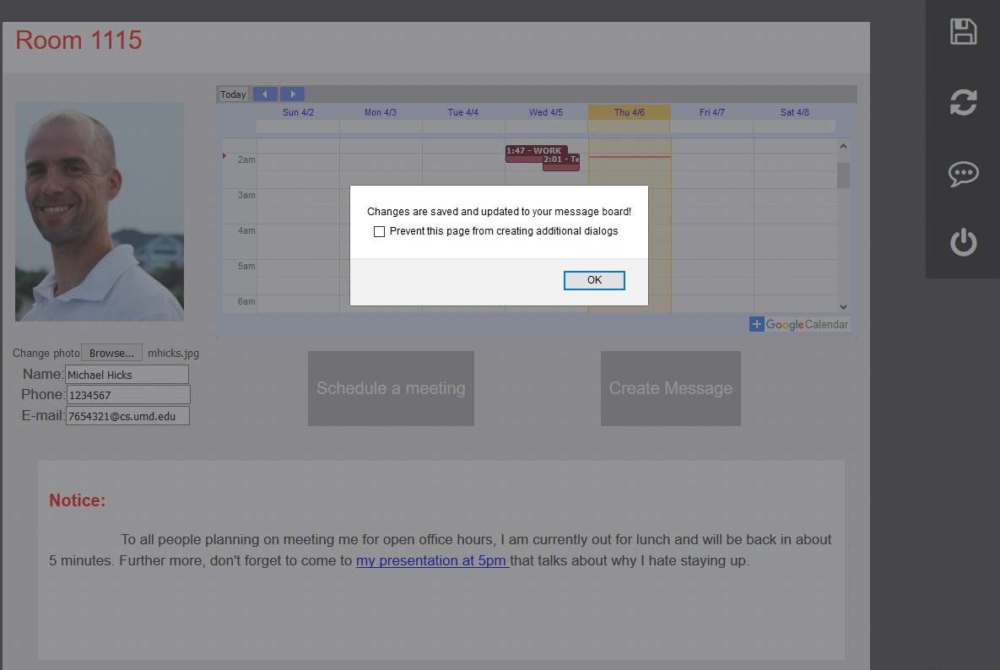 Room 1115
Today
Sun 4/2 Mon 4/3 Tue 4/4 Wed 4/5 Thu 4/6 Fri 4/7 Sat 4/8
1:47 - WORK
2am 2:01 - Te
3am
4am
5am
6am
Changes are saved and updated to your message board!
Prevent this page from creating additional dialogs
OK
Google Calendar
Change photo Browse... mhicks.jpg
Name: Michael Hicks
Phone: 1234567
E-mail: 7654321@cs.umd.edu
Schedule a meeting Create Message
Notice:
To all people planning on meeting me for open office hours, I am currently out for lunch and will be back in about
5 minutes. Further more, don't forget to come to my presentation at 5pm that talks about why I hate staying up.